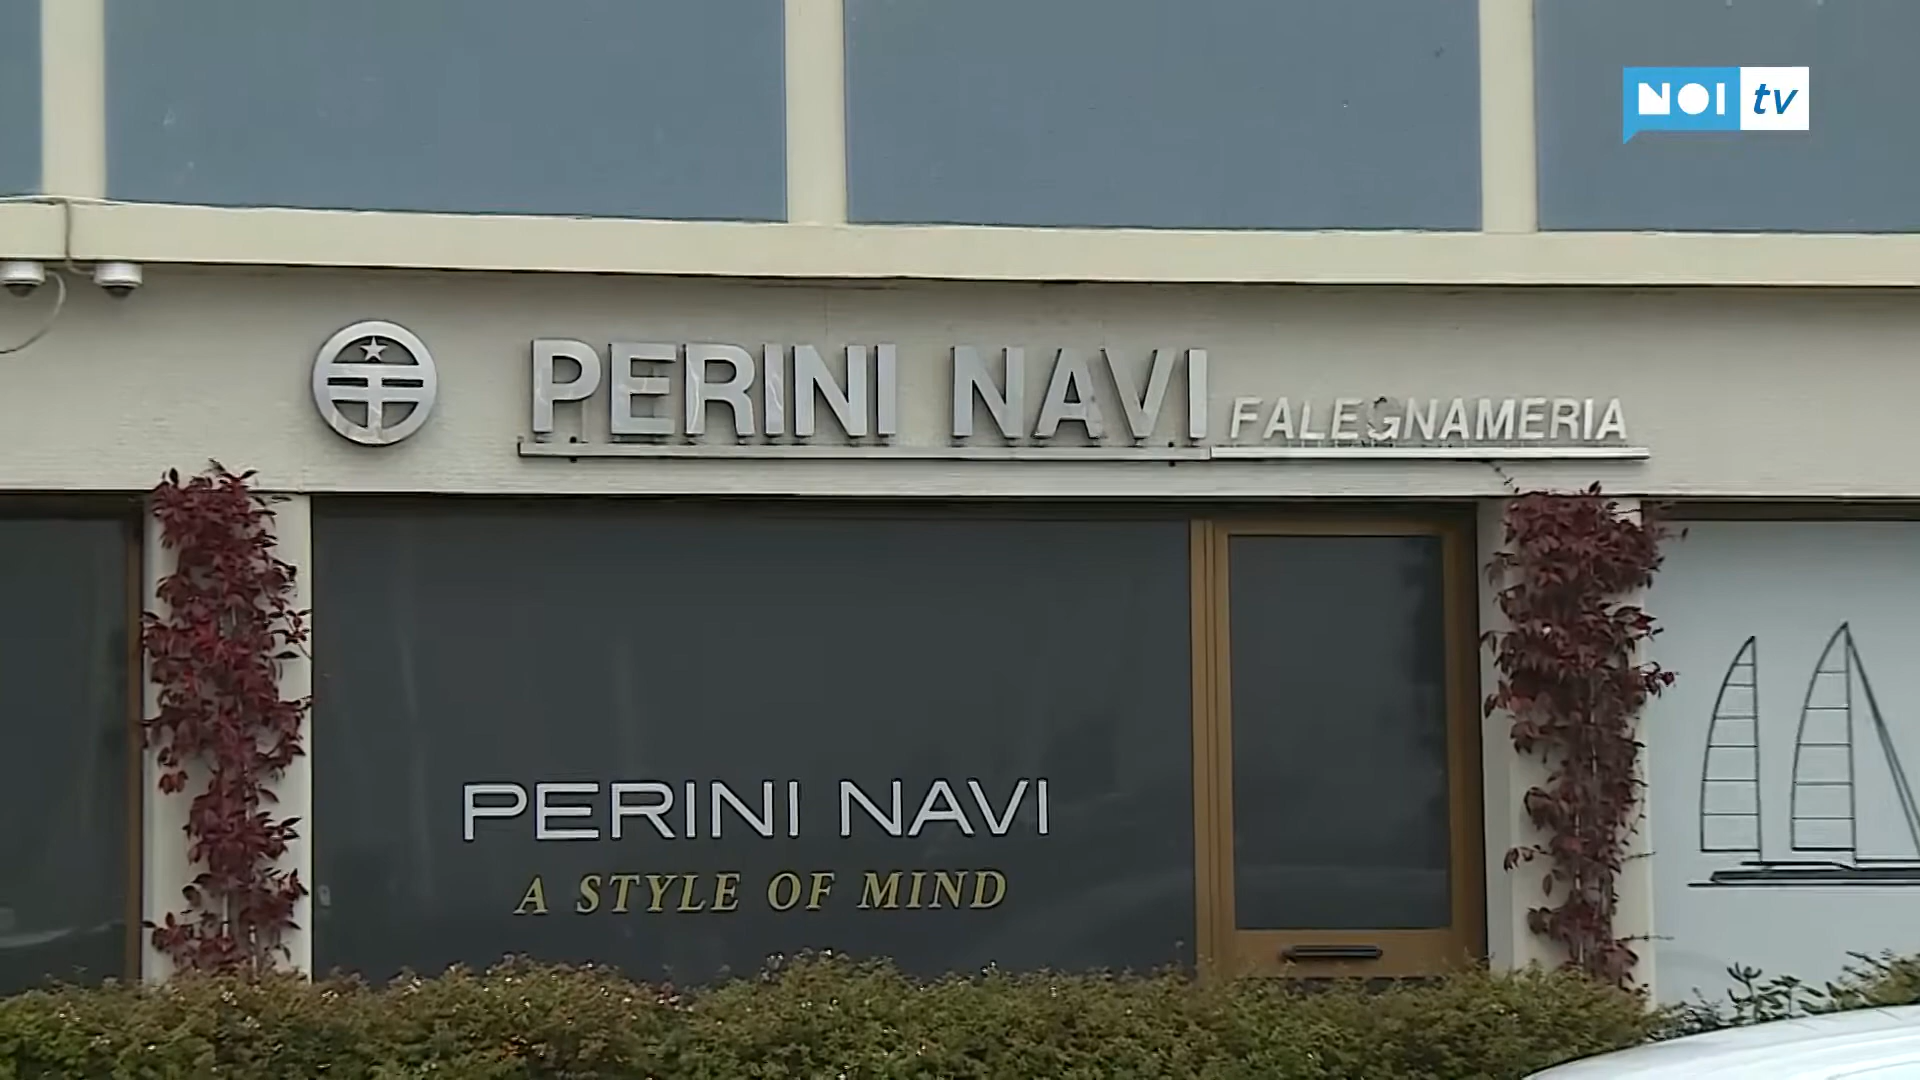 NOI tv
PERINI NAVI FALEGNAMERIA
PERINI NAVI
A STYLE OF MIND